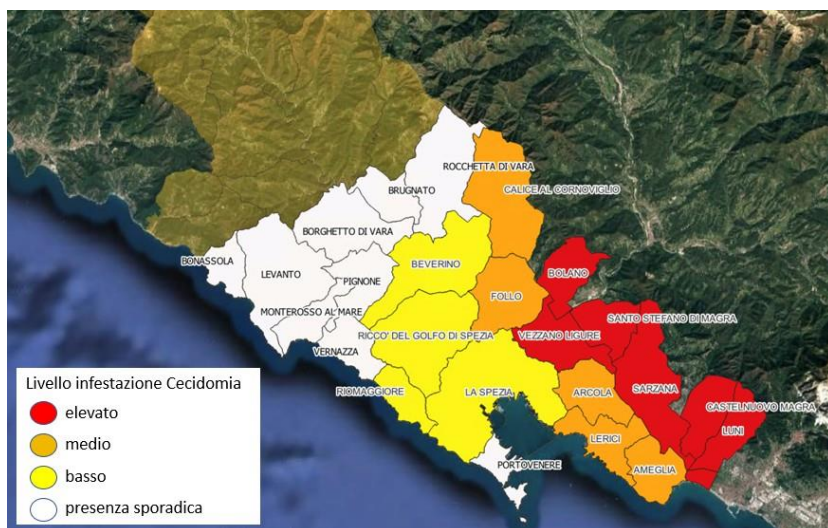 ROCCHETTA DI VARA
BRUGNATO
CALICE AL CORNOVIGLIO
BORGHETTO DI VARA
BONASSOLA
BEVERINO
LEVANTO
PIGNONE
BOLANO
FOLLO
MONTEROSSO AL MARE
SANTO STEFANO DI MAGRA
RICCO' DEL GOLFO DI SPEZIA
VEZZANO LIGURE
VERNAZZA
RIOMAGGIORE
LA SPEZIA
ARCOLA
SARZANA
CASTELNUOVO MAGRA
LUNI
LERICI
PORTOVENERE
AMEGLIA
Livello infestazione Cecidomia
elevato
medio
basso
presenza sporadica